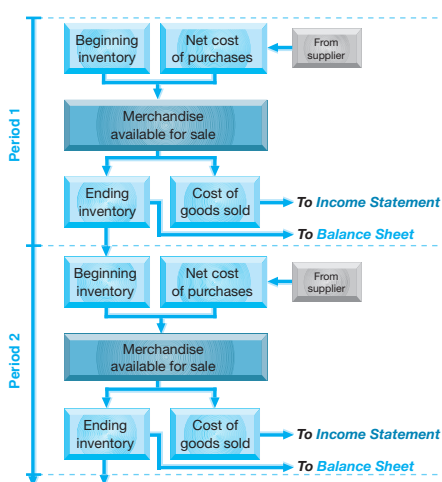 Period 1
Beginning
inventory
Net cost
of purchases
From
supplier
Merchandise
available for sale
Ending
inventory
Cost of
goods sold
To Income Statement
To Balance Sheet
Period 2
Beginning
inventory
Net cost
of purchases
From
supplier
Merchandise
available for sale
Ending
inventory
Cost of
goods sold
To Income Statement
To Balance Sheet